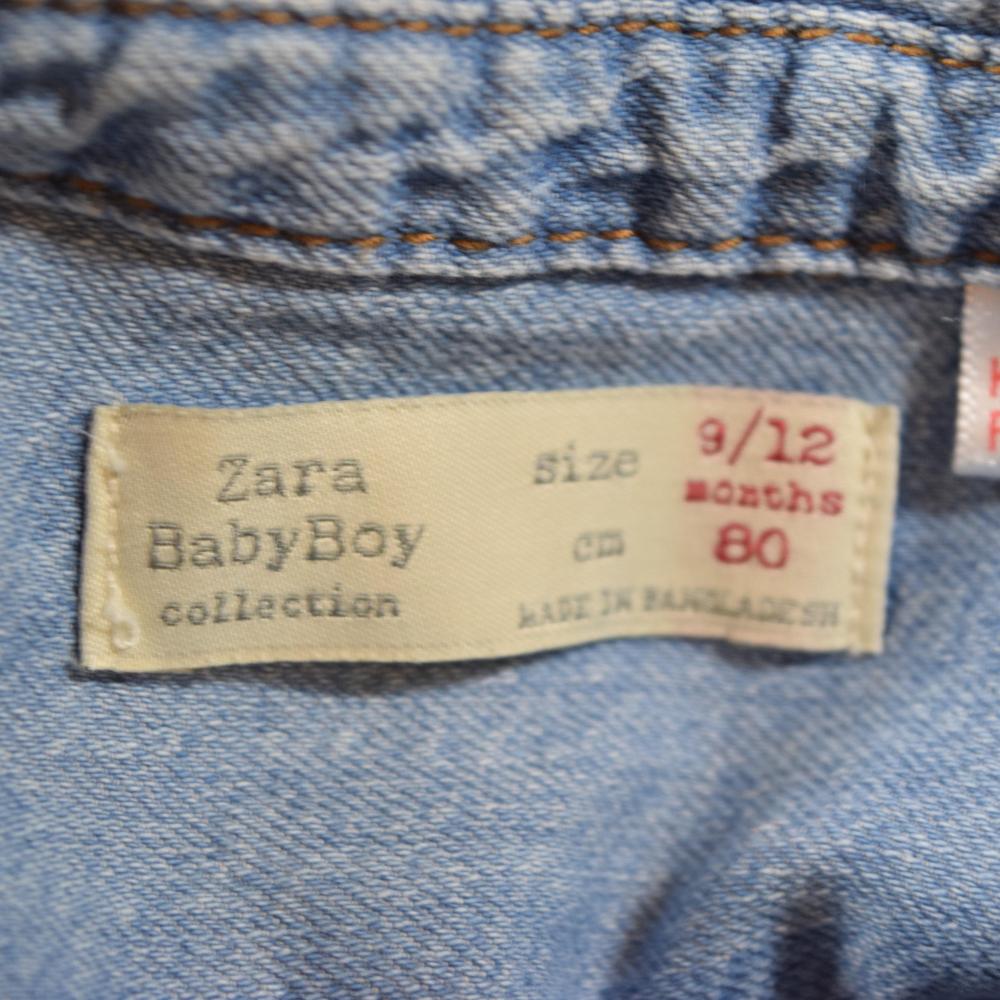 Zara
BabyBoy
collection
size 9/12
months
cm 80
MADE IN BANGLADESH